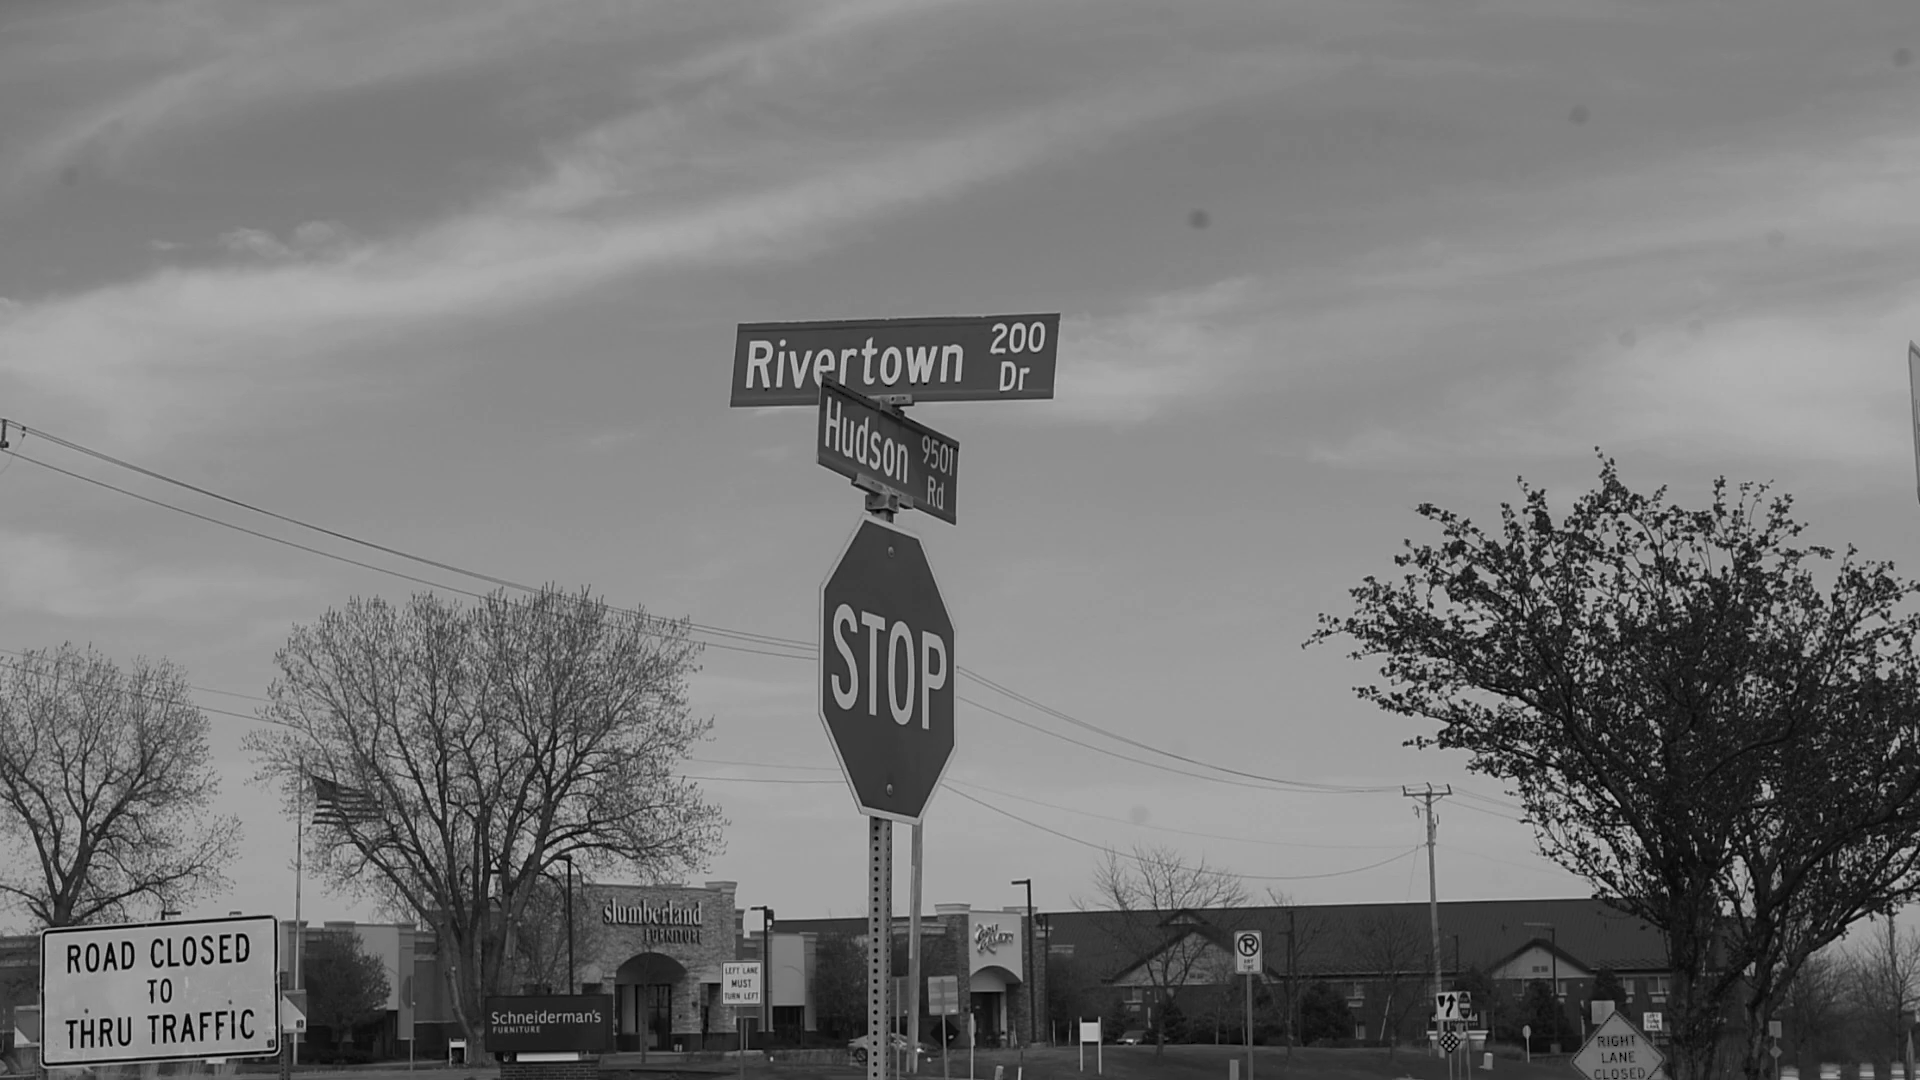 Rivertown 200 Dr
Hudson 9501 Rd
STOP
slumberland
FURNITURE
ROAD CLOSED
TO
THRU TRAFFIC
Schneiderman's
FURNITURE
LEFT LANE
MUST
TURN LEFT
RIGHT
LANE
CLOSED